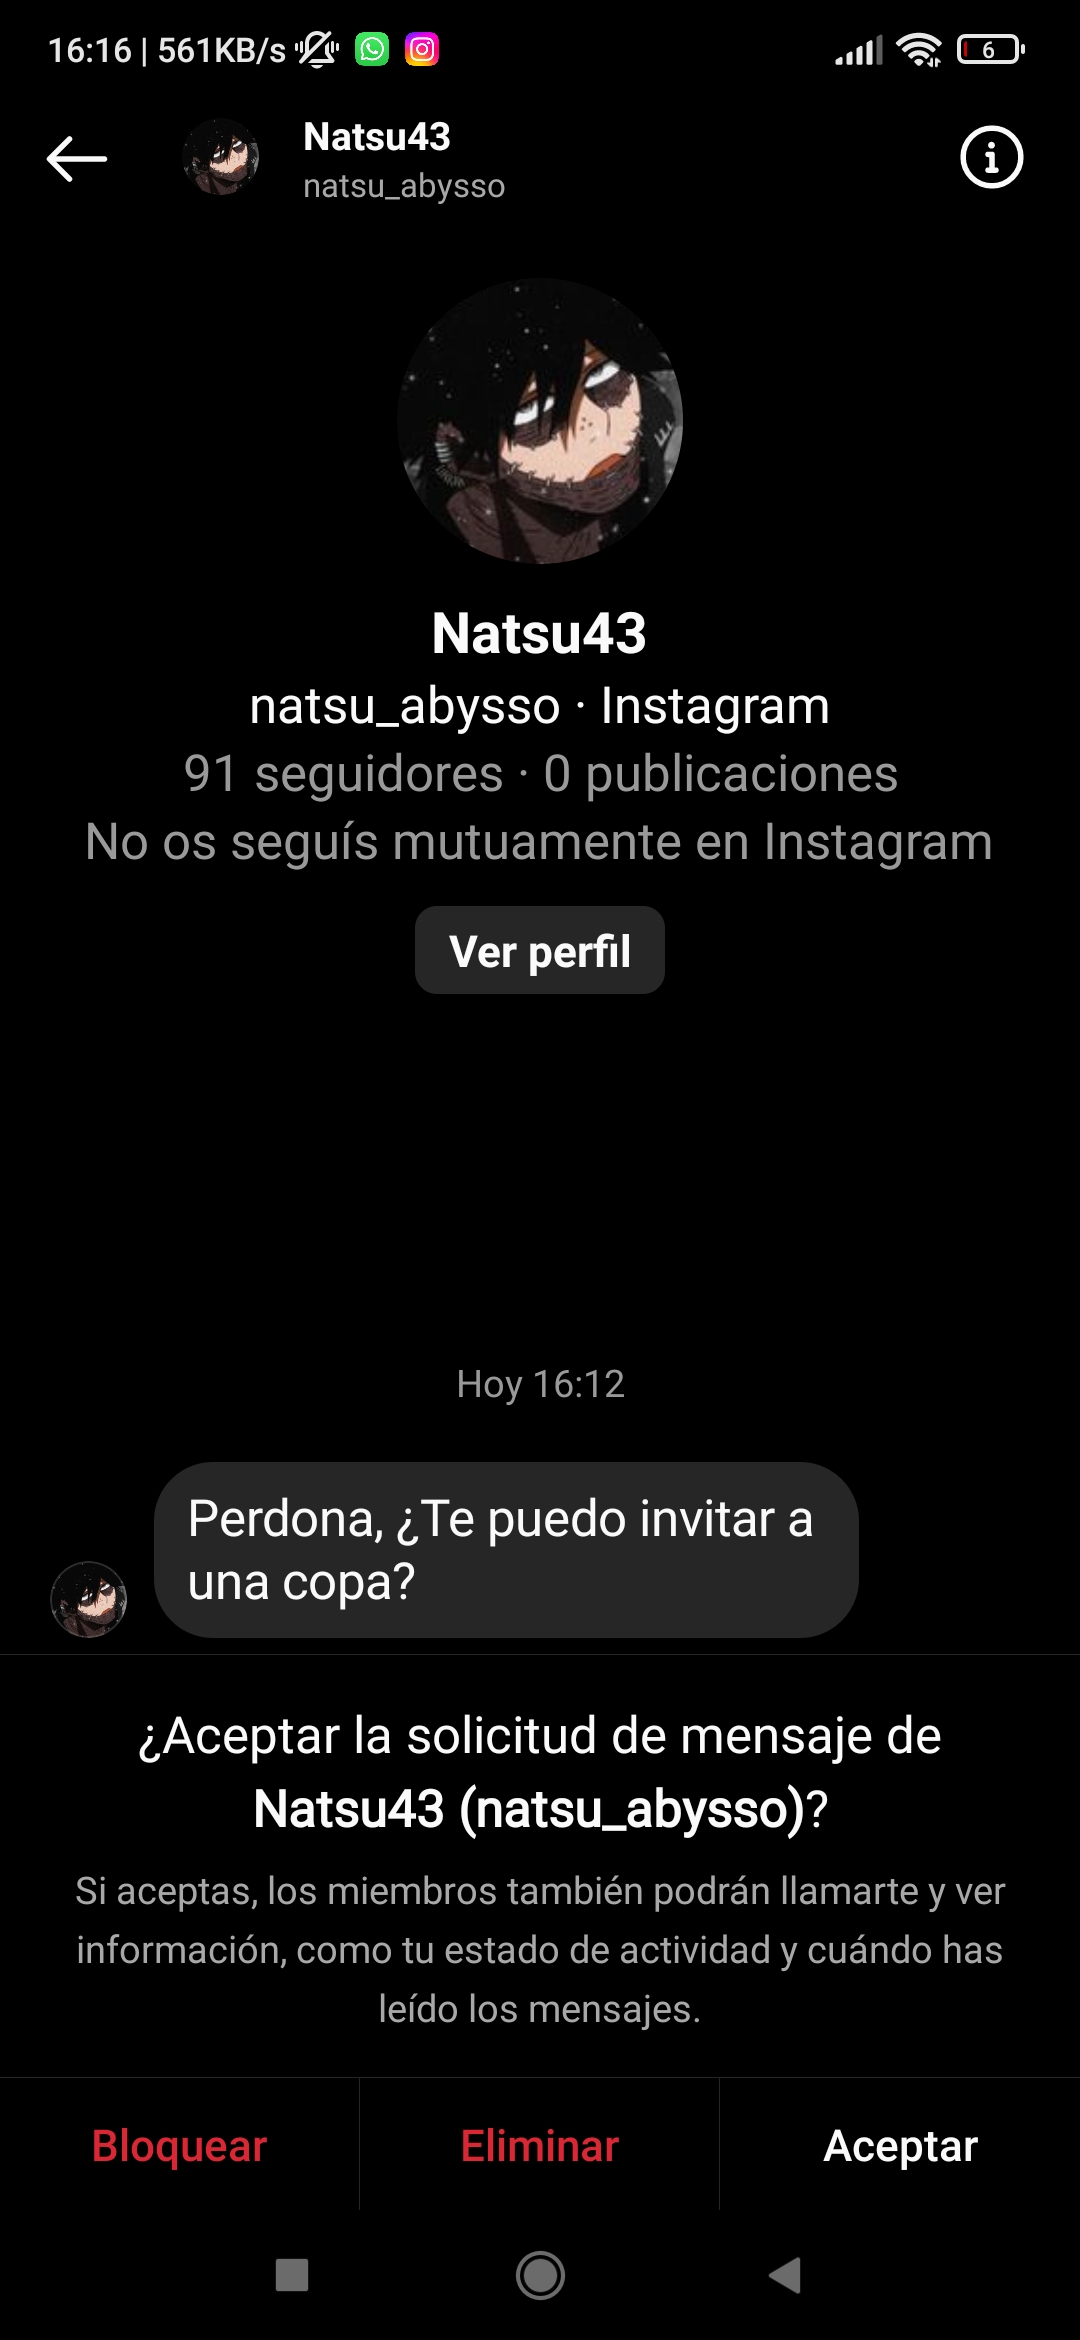 16:16 | 561KB/s
6
Natsu43
natsu_abysso
Natsu43
natsu_abysso · Instagram
91 seguidores · 0 publicaciones
No os seguís mutuamente en Instagram
Ver perfil
Hoy 16:12
Perdona, ¿Te puedo invitar a
una copa?
¿Aceptar la solicitud de mensaje de
Natsu43 (natsu_abysso)?
Si aceptas, los miembros también podrán llamarte y ver
información, como tu estado de actividad y cuándo has
leído los mensajes.
Bloquear
Eliminar
Aceptar